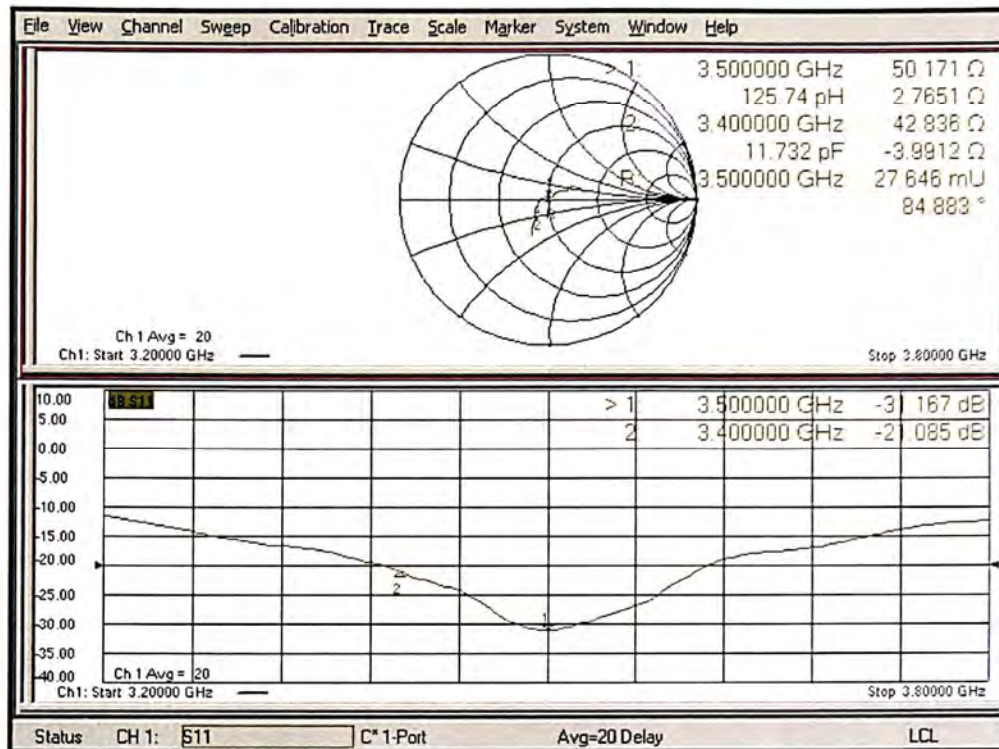 File View Channel Sweep Calibration Trace Scale Marker System Window Help
> 1: 3.500000 GHz 50.171 Ω
125.74 pH 2.7651 Ω
2: 3.400000 GHz 42.836 Ω
11.732 pF -3.9912 Ω
R: 3.500000 GHz 27.646 mU
84.883 °
2
Ch 1 Avg = 20
Ch1: Start 3.20000 GHz
Stop 3.80000 GHz
dB S11
> 1: 3.500000 GHz -31.167 dB
2: 3.400000 GHz -21.085 dB
10.00
5.00
0.00
-5.00
-10.00
-15.00
-20.00
-25.00
-30.00
-35.00
-40.00
2
1
Ch 1 Avg = 20
Ch1: Start 3.20000 GHz
Stop 3.80000 GHz
Status CH 1: S11 C* 1-Port Avg=20 Delay LCL